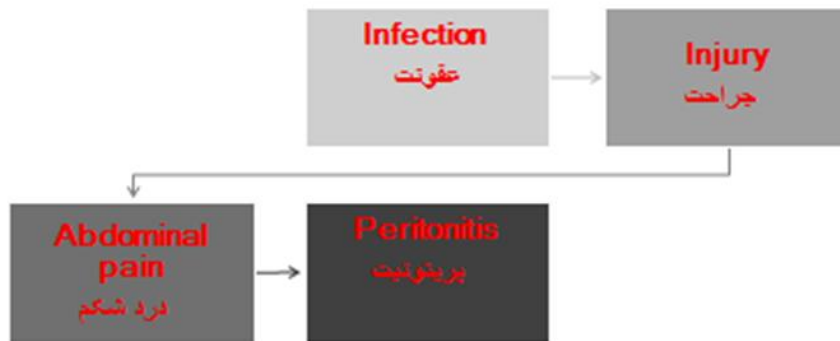 Infection
عفونت
Injury
جراحت
Abdominal
pain
درد شکم
Peritonitis
پریتونیت